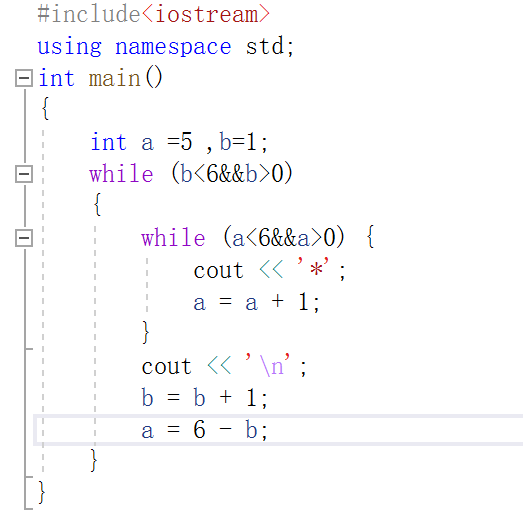 #include<iostream>
using namespace std;
int main()
{
int a =5 ,b=1;
while (b<6&&b>0)
{
while (a<6&&a>0) {
cout << '*';
a = a + 1;
}
cout << '\n';
b = b + 1;
a = 6 - b;
}
}